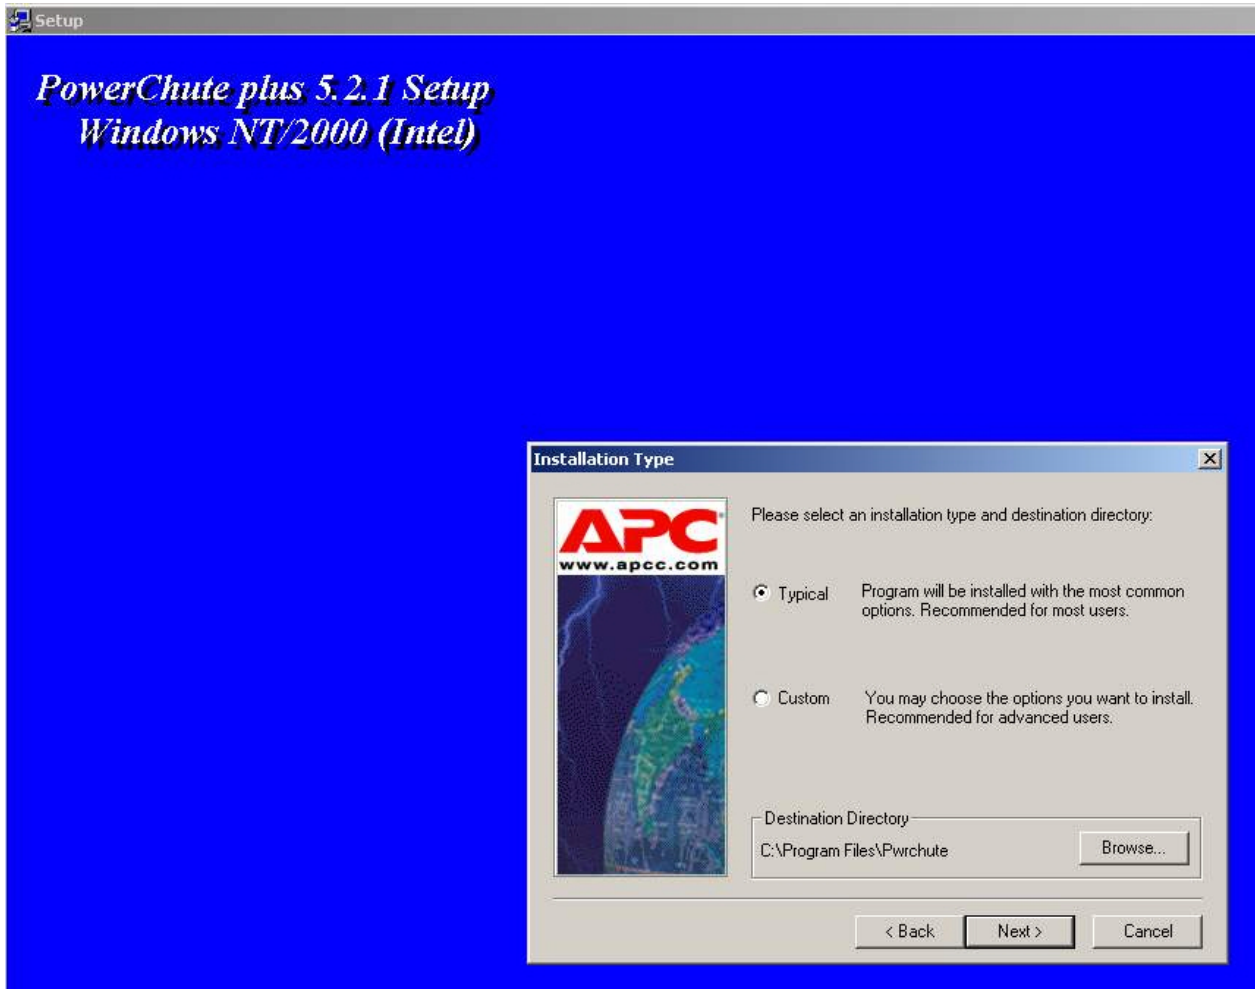 Setup
PowerChute plus 5.2.1 Setup
Windows NT/2000 (Intel)
Installation Type
APC
www.apcc.com
Please select an installation type and destination directory:
Typical
Program will be installed with the most common
options. Recommended for most users.
Custom
You may choose the options you want to install.
Recommended for advanced users.
Destination Directory
C:\Program Files\Pwrchute
Browse...
< Back
Next >
Cancel